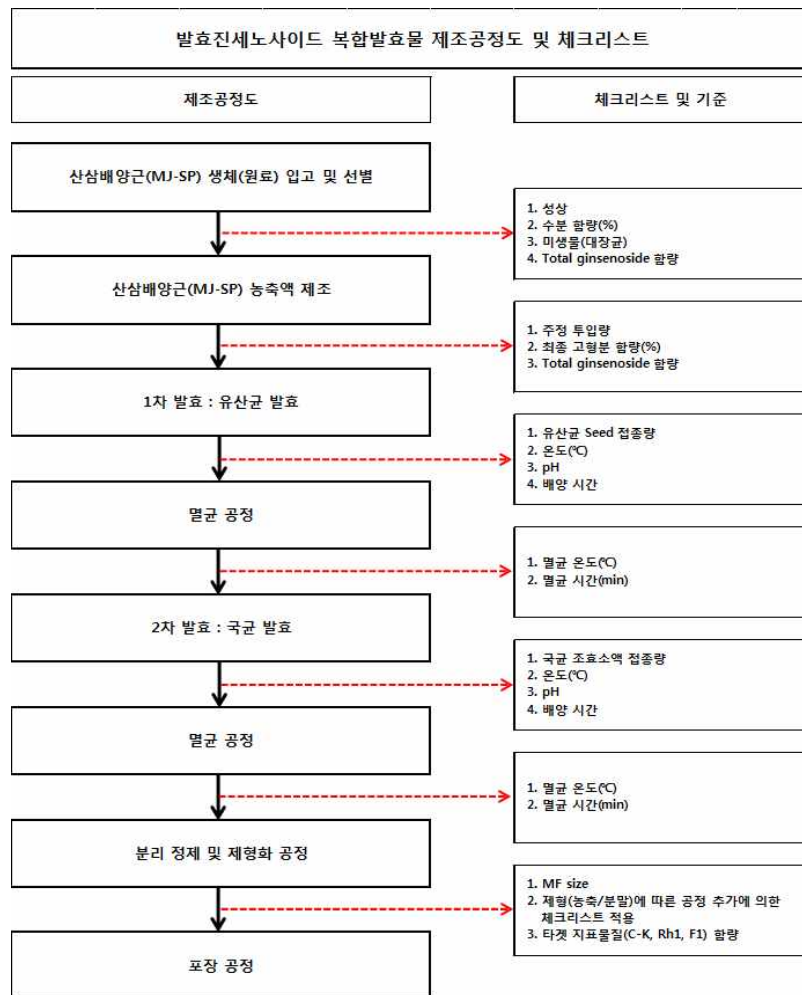 발효진세노사이드 복합발효물 제조공정도 및 체크리스트
제조공정도
체크리스트 및 기준
산삼배양근(MJ-SP) 생체(원료) 입고 및 선별
1. 성상
2. 수분 함량(%)
3. 미생물(대장균)
4. Total ginsenoside 함량
산삼배양근(MJ-SP) 농축액 제조
1. 주정 투입량
2. 최종 고형분 함량(%)
3. Total ginsenoside 함량
1차 발효 : 유산균 발효
1. 유산균 Seed 접종량
2. 온도(℃)
3. pH
4. 배양 시간
멸균 공정
1. 멸균 온도(℃)
2. 멸균 시간(min)
2차 발효 : 국균 발효
1. 국균 조효소액 접종량
2. 온도(℃)
3. pH
4. 배양 시간
멸균 공정
1. 멸균 온도(℃)
2. 멸균 시간(min)
분리 정제 및 제형화 공정
1. MF size
2. 제형(농축/분말)에 따른 공정 추가에 의한
체크리스트 적용
3. 타겟 지표물질(C-K, Rh1, F1) 함량
포장 공정